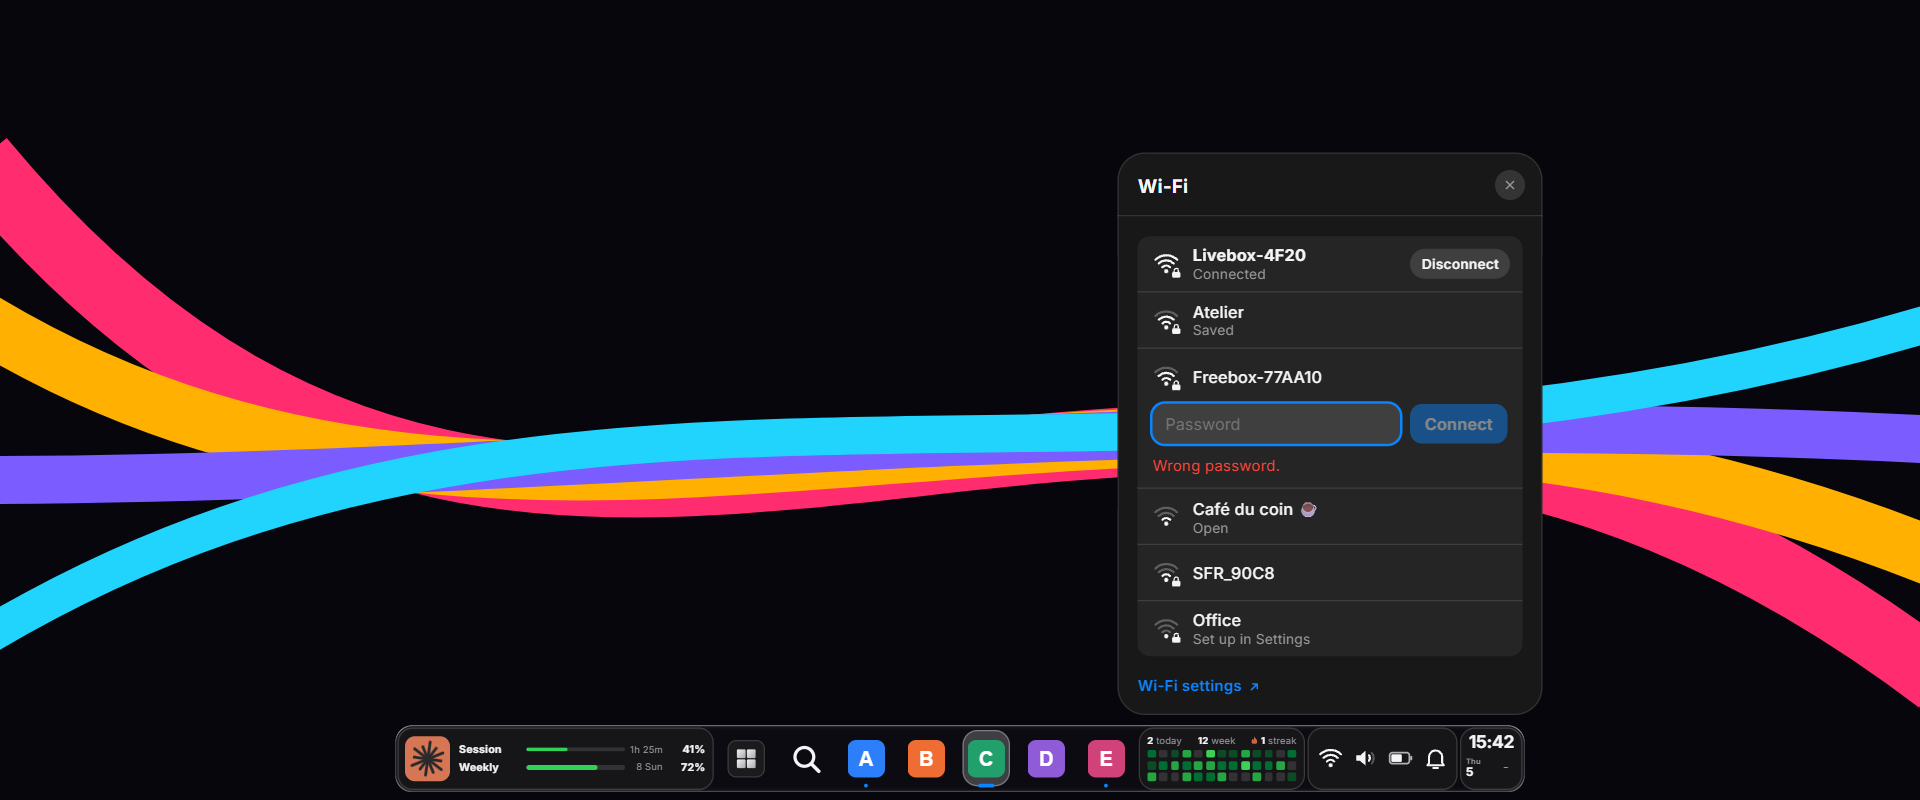 Wi-Fi
Livebox-4F20
Connected
Disconnect
Atelier
Saved
Freebox-77AA10
Password
Connect
Wrong password.
Café du coin
Open
SFR_90C8
Office
Set up in Settings
Wi-Fi settings
Session 1h 25m 41%
Weekly 8 Sun 72%
A B C D E
2 today 12 week 1 streak
15:42
Thu
5